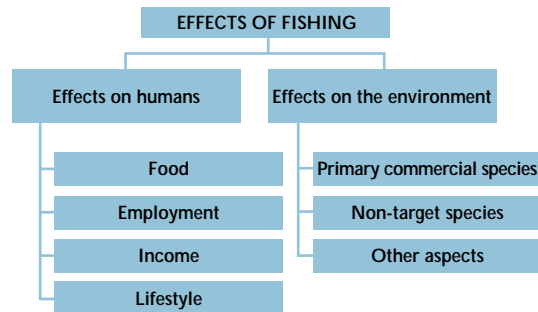 EFFECTS OF FISHING
Effects on humans
Food
Employment
Income
Lifestyle
Effects on the environment
Primary commercial species
Non-target species
Other aspects